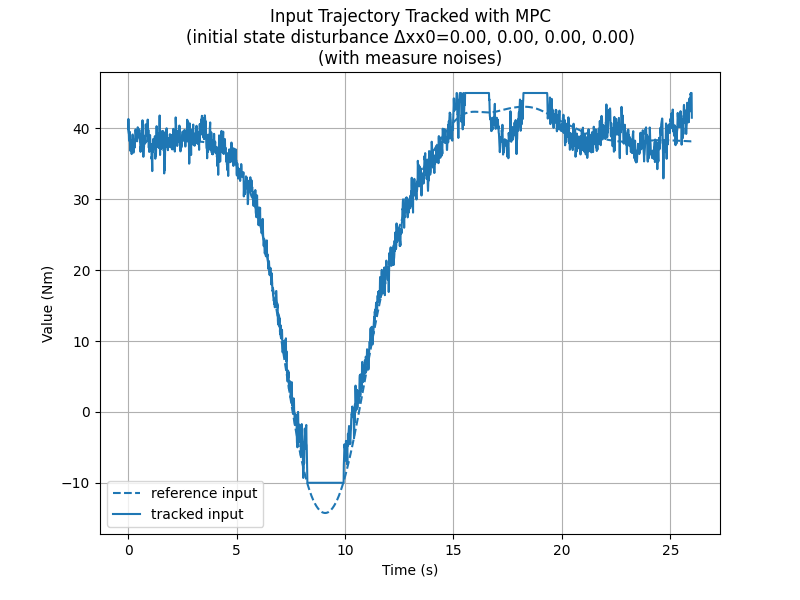 Input Trajectory Tracked with MPC
(initial state disturbance Δxx0=0.00, 0.00, 0.00, 0.00)
(with measure noises)
Value (Nm)
40
30
20
10
0
−10
reference input
tracked input
0 5 10 15 20 25
Time (s)